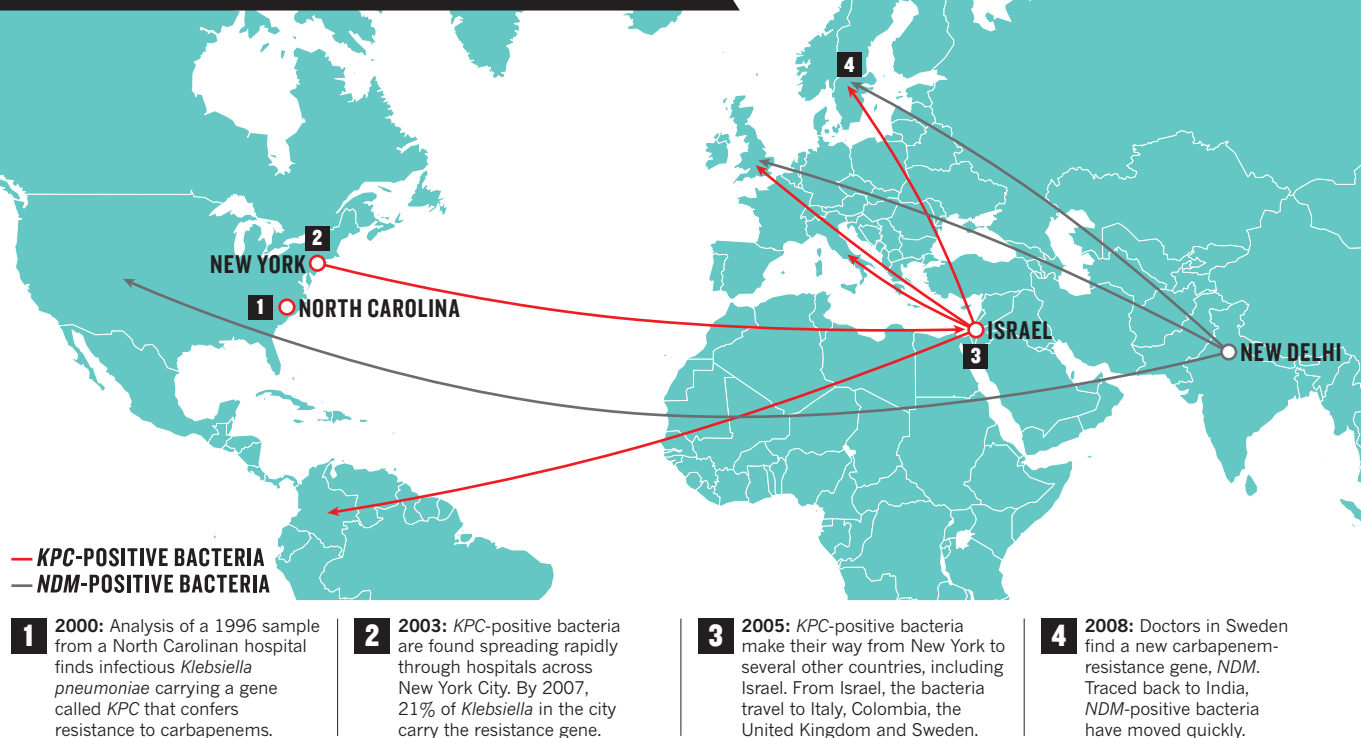 4
2
NEW YORK
1
NORTH CAROLINA
ISRAEL
3
NEW DELHI
KPC-POSITIVE BACTERIA
NDM-POSITIVE BACTERIA
1
2000: Analysis of a 1996 sample
from a North Carolinan hospital
finds infectious Klebsiella
pneumoniae carrying a gene
called KPC that confers
resistance to carbapenems.
2
2003: KPC-positive bacteria
are found spreading rapidly
through hospitals across
New York City. By 2007,
21% of Klebsiella in the city
carry the resistance gene.
3
2005: KPC-positive bacteria
make their way from New York to
several other countries, including
Israel. From Israel, the bacteria
travel to Italy, Colombia, the
United Kingdom and Sweden.
4
2008: Doctors in Sweden
find a new carbapenem-
resistance gene, NDM.
Traced back to India,
NDM-positive bacteria
have moved quickly.